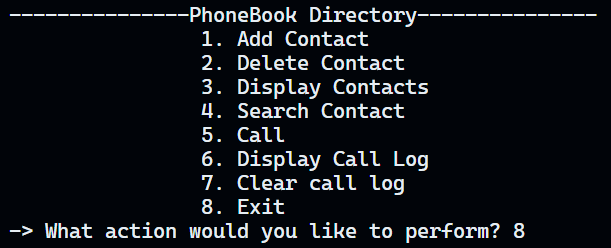 ---------------PhoneBook Directory---------------
1. Add Contact
2. Delete Contact
3. Display Contacts
4. Search Contact
5. Call
6. Display Call Log
7. Clear call log
8. Exit
-> What action would you like to perform? 8